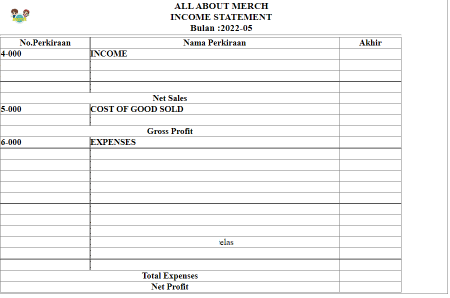 ALL ABOUT MERCH
INCOME STATEMENT
Bulan :2022-05
No.Perkiraan Nama Perkiraan Akhir
4-000 INCOME
Net Sales
5-000 COST OF GOOD SOLD
Gross Profit
6-000 EXPENSES
elas
Total Expenses
Net Profit